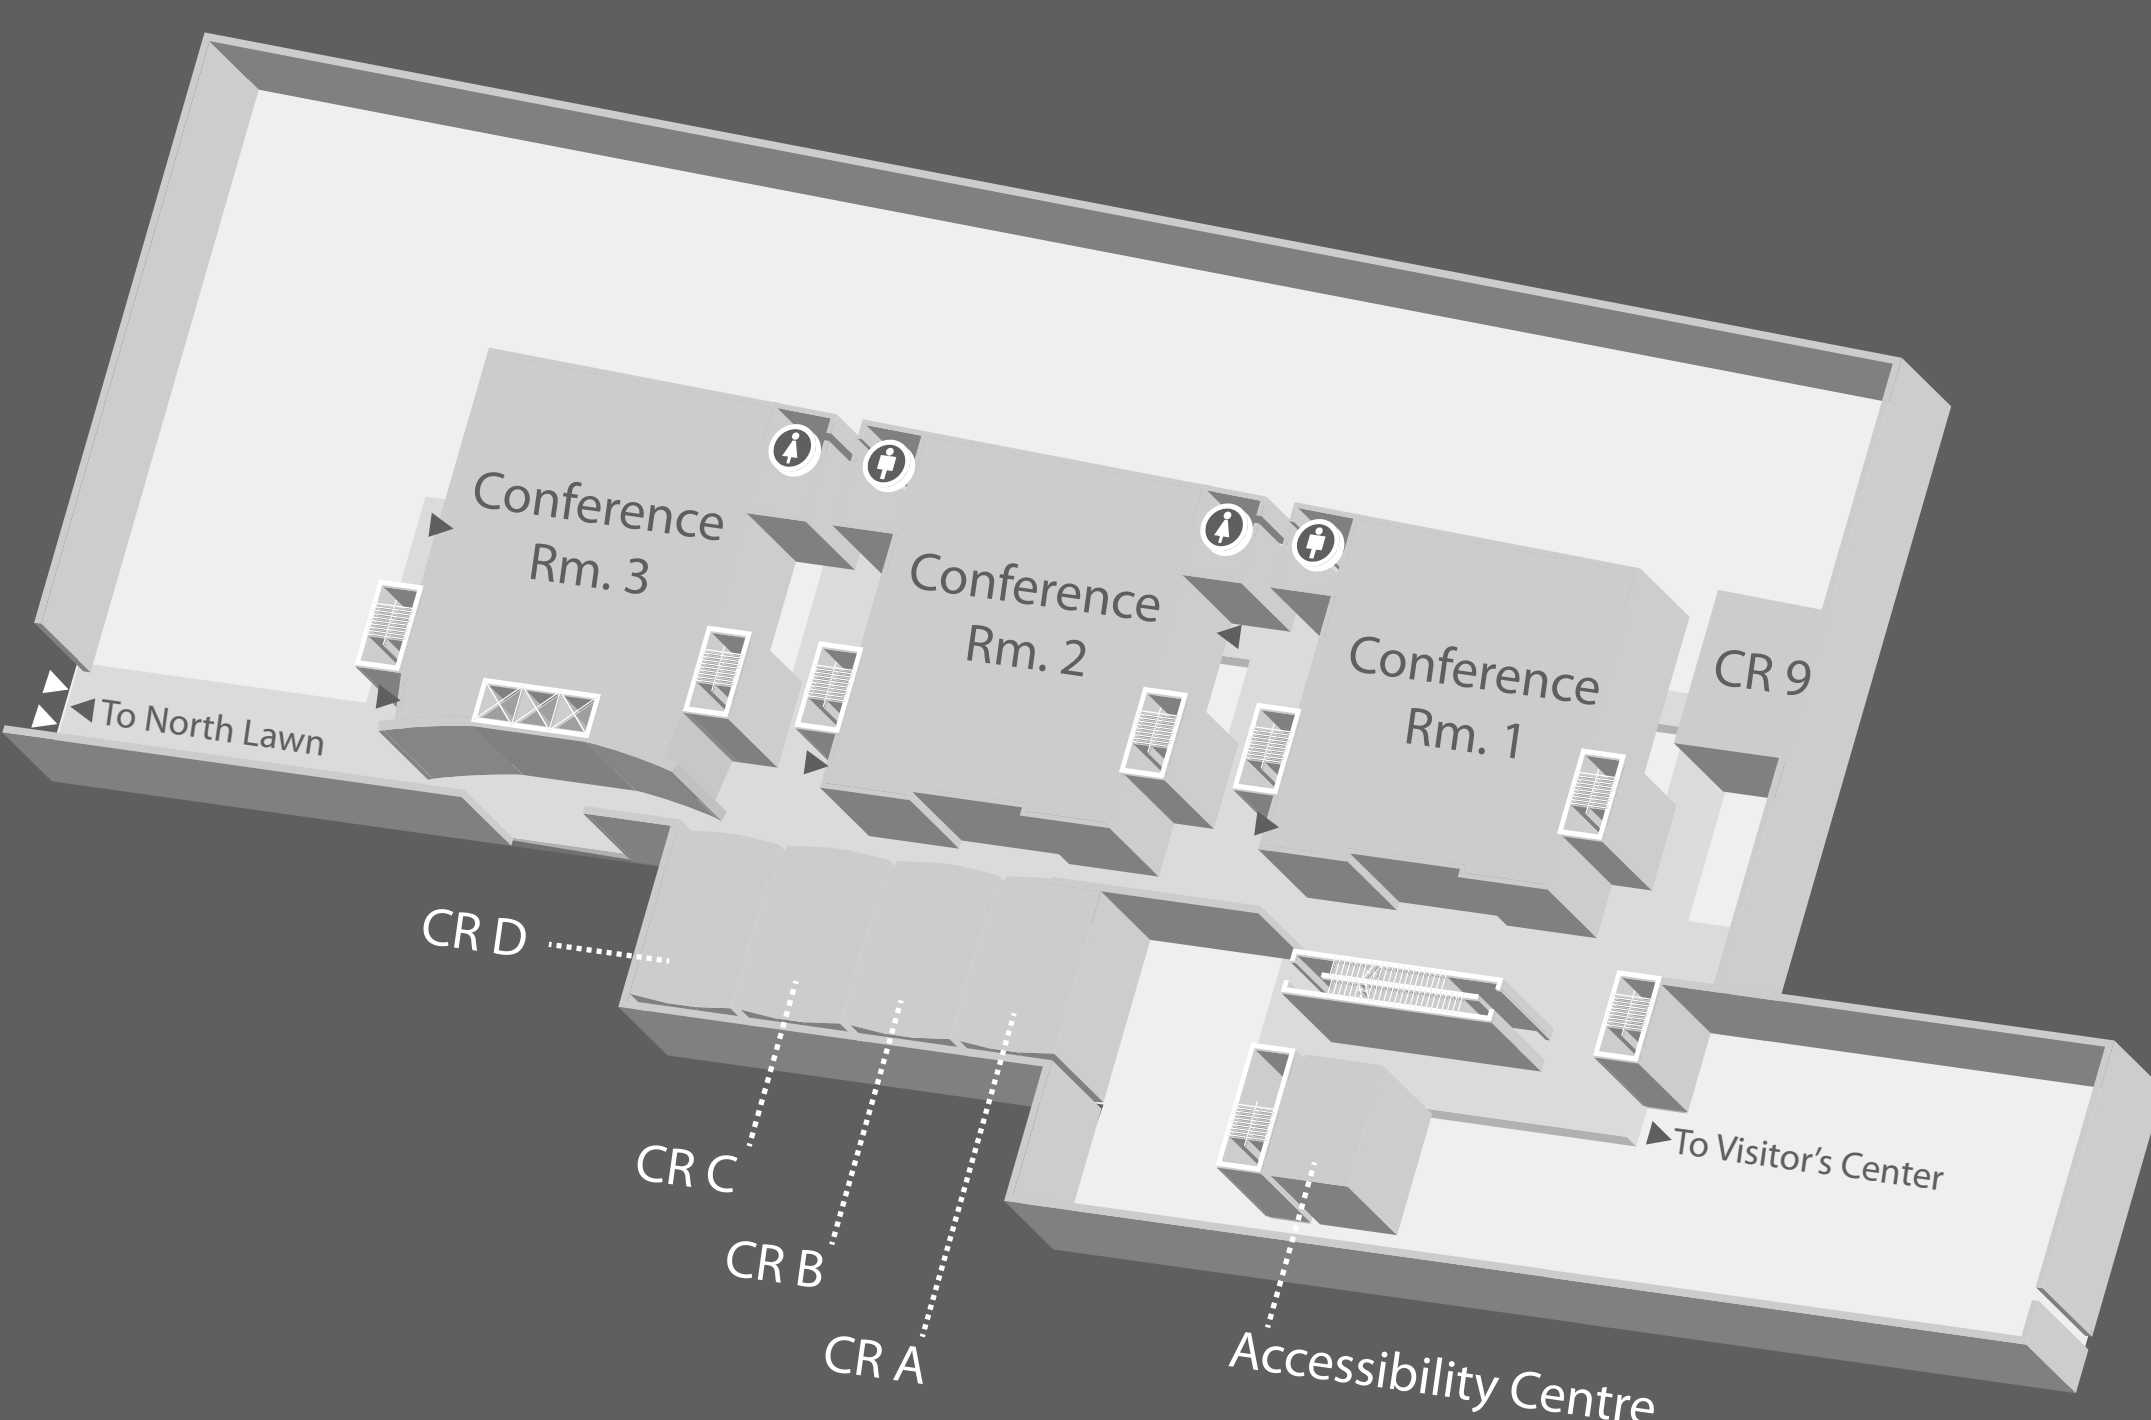 Conference
Rm. 3
Conference
Rm. 2
Conference
Rm. 1
CR 9
To North Lawn
CR D
CR C
CR B
CR A
To Visitor's Center
Accessibility Centre